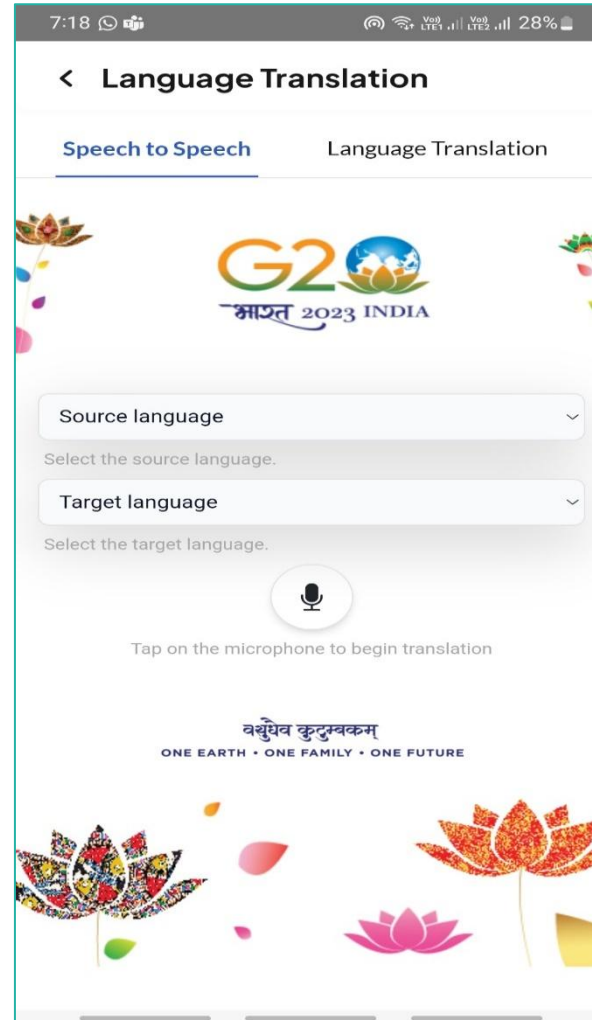 7:18 28%
Language Translation
Speech to Speech Language Translation
G20
भारत 2023 INDIA
Source language
Select the source language.
Target language
Select the target language.
Tap on the microphone to begin translation
वसुधैव कुटुम्बकम्
ONE EARTH • ONE FAMILY • ONE FUTURE